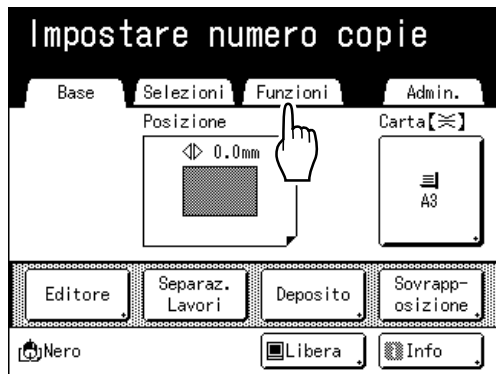 Impostare numero copie
Base Selezioni Funzioni Admin.
Posizione Carta【】
0.0mm
A3
Editore Separaz. Lavori Deposito Sovrapp-osizione
Nero Libera Info